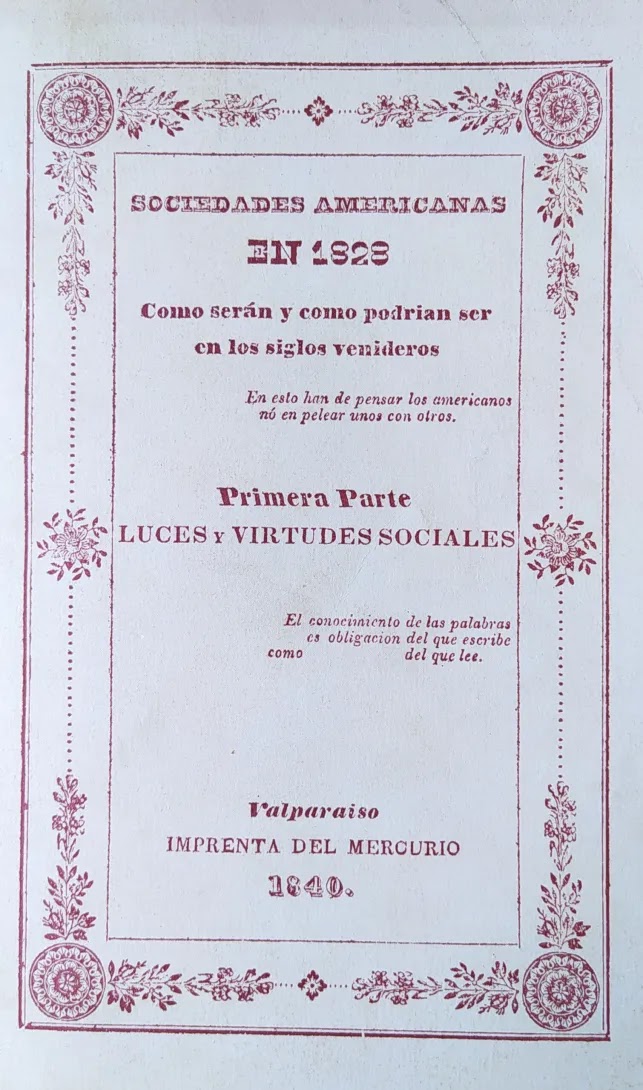 SOCIEDADES AMERICANAS
EN 1828
Como serán y como podrian ser
en los siglos venideros
En esto han de pensar los americanos
nó en pelear unos con otros.
Primera Parte
LUCES Y VIRTUDES SOCIALES
El conocimiento de las palabras
es obligacion del que escribe
como del que lee.
Valparaiso
IMPRENTA DEL MERCURIO
1840.